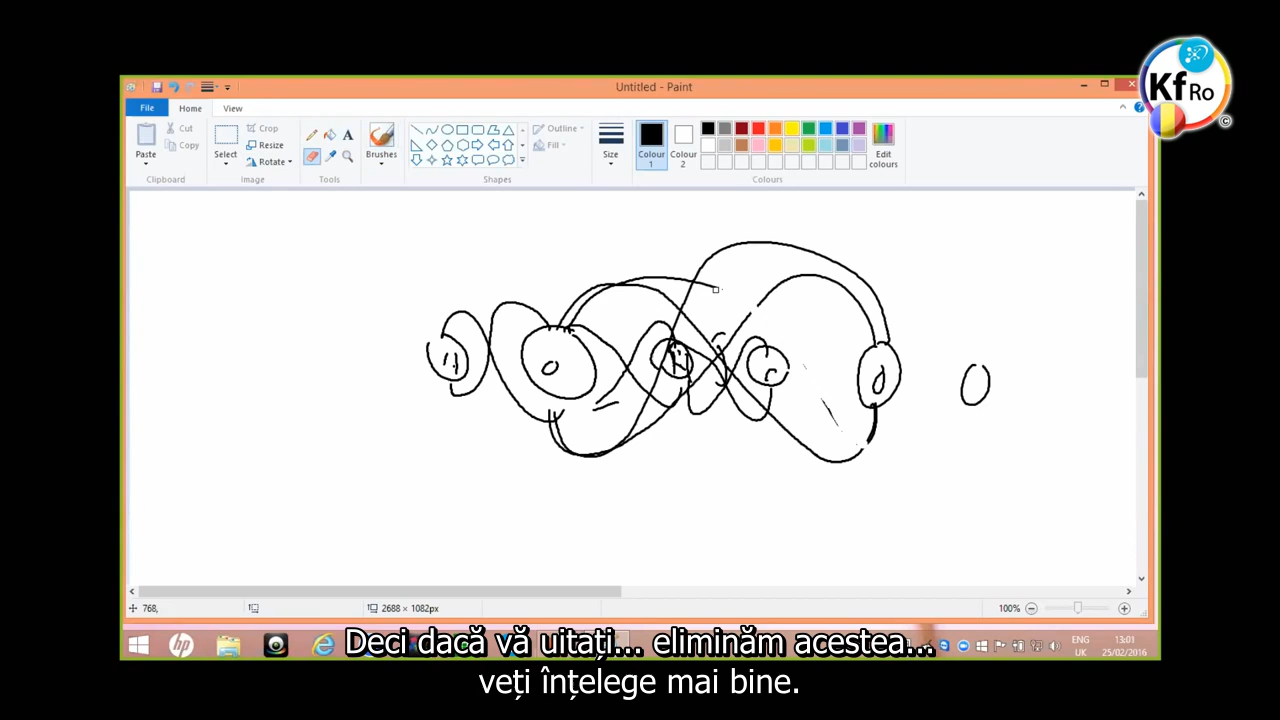 Kf Ro
©
Untitled - Paint
File Home View
Cut
Copy
Paste
Clipboard
Crop
Resize
Rotate
Select
Image
A
Tools
Brushes
Outline
Fill
Shapes
Size
Colour 1
Colour 2
Edit colours
Colours
768,
2688 × 1082px
100%
ENG
UK
13:01
25/02/2016
Deci dacă vă uitați... eliminăm acestea...
veți înțelege mai bine.